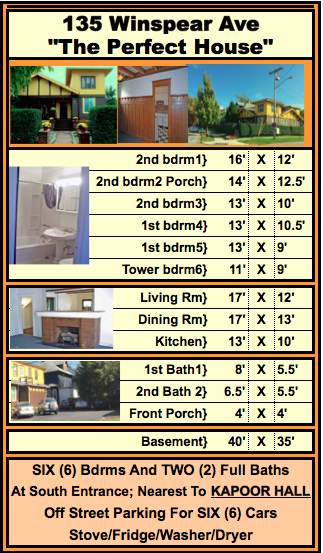 135 Winspear Ave
"The Perfect House"
2nd bdrm1} 16' X 12'
2nd bdrm2 Porch} 14' X 12.5'
2nd bdrm3} 13' X 10'
1st bdrm4} 13' X 10.5'
1st bdrm5} 13' X 9'
Tower bdrm6} 11' X 9'
Living Rm} 17' X 12'
Dining Rm} 17' X 13'
Kitchen} 13' X 10'
1st Bath1} 8' X 5.5'
2nd Bath 2} 6.5' X 5.5'
Front Porch} 4' X 4'
Basement} 40' X 35'
SIX (6) Bdrms And TWO (2) Full Baths
At South Entrance; Nearest To KAPOOR HALL
Off Street Parking For SIX (6) Cars
Stove/Fridge/Washer/Dryer